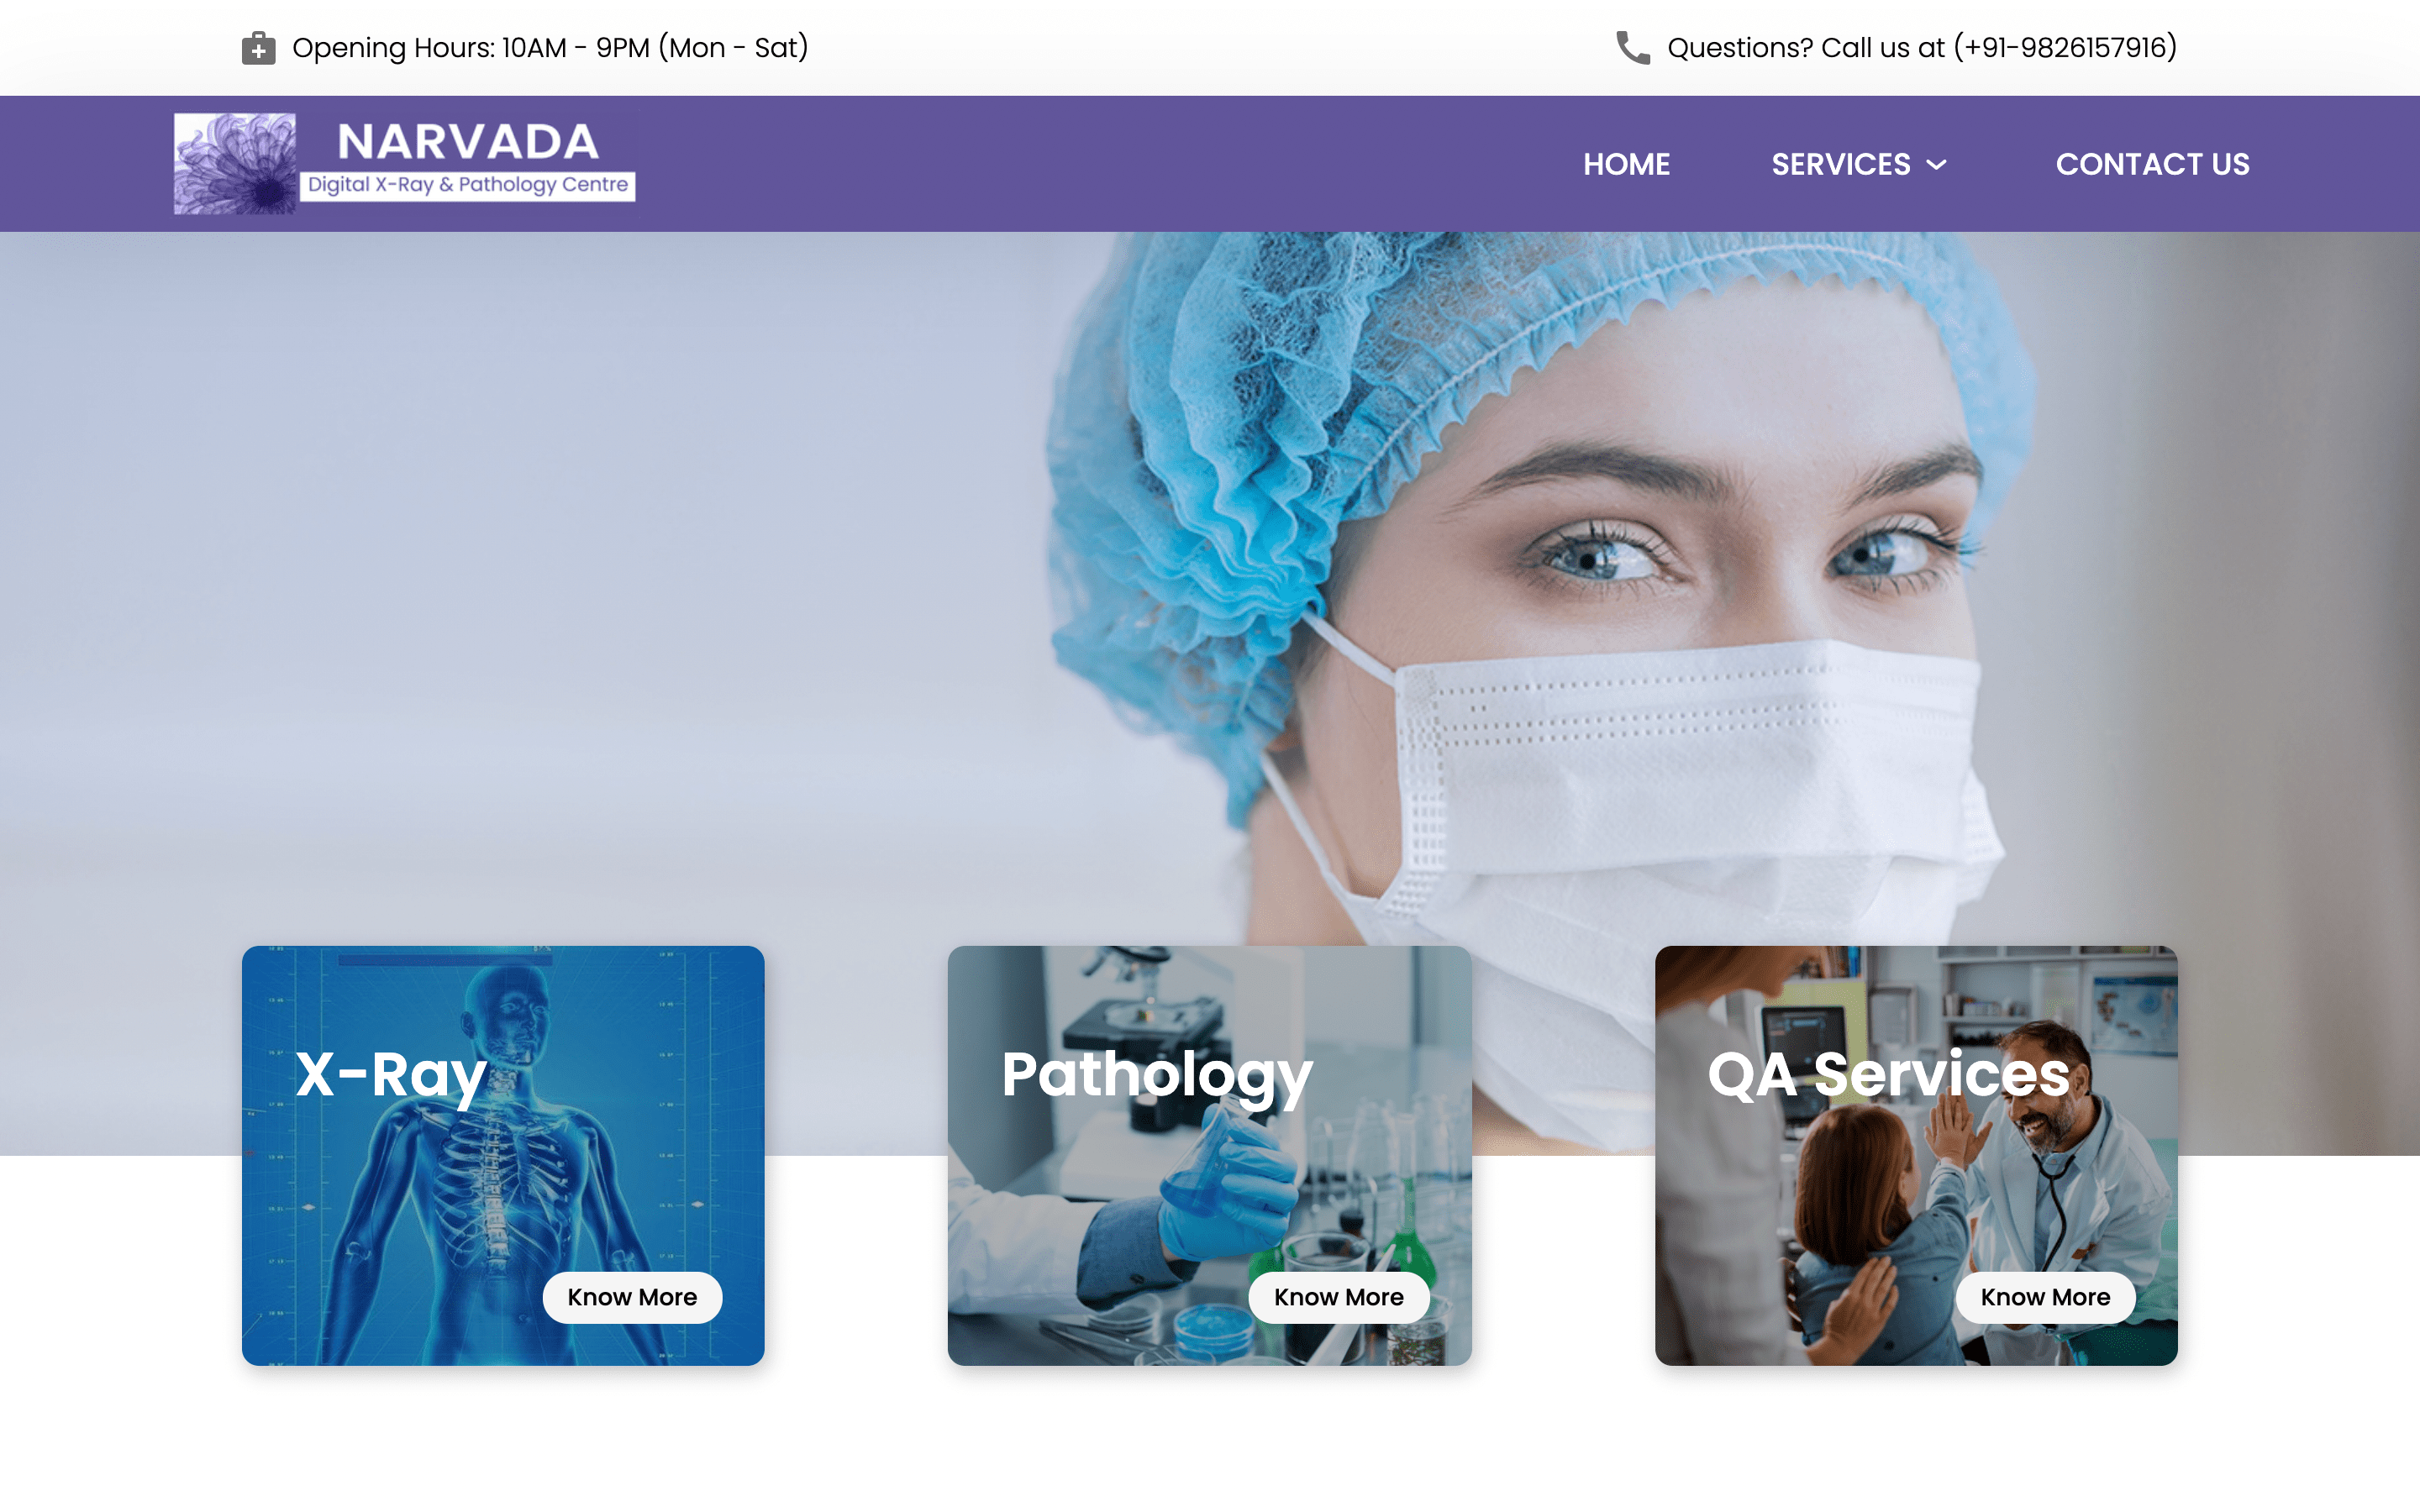 Opening Hours: 10AM - 9PM (Mon - Sat)
Questions? Call us at (+91-9826157916)
NARVADA
Digital X-Ray & Pathology Centre
HOME
SERVICES
CONTACT US
X-Ray
Know More
Pathology
Know More
QA Services
Know More